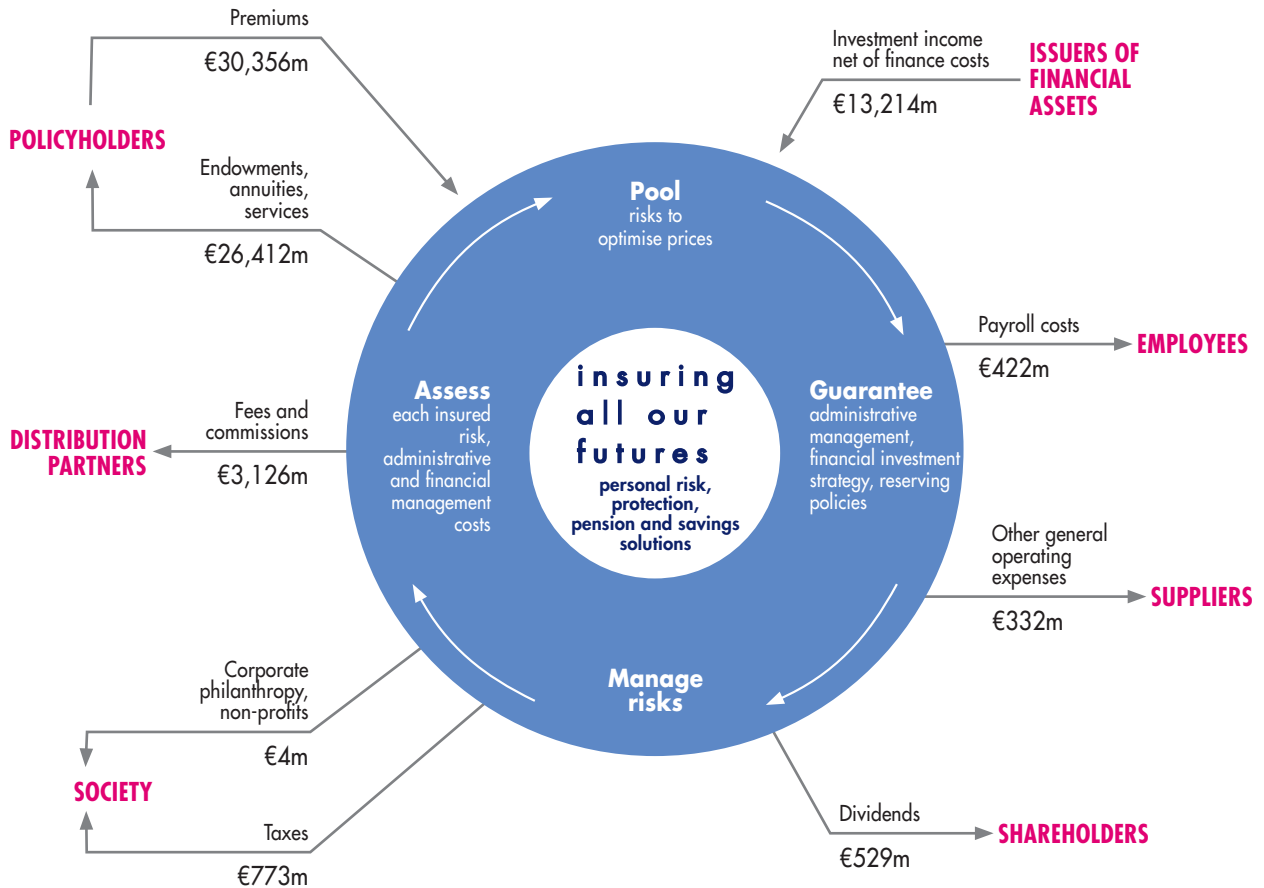 Premiums
€30,356m
POLICYHOLDERS
Endowments,
annuities,
services
€26,412m
Investment income
net of finance costs
€13,214m
ISSUERS OF
FINANCIAL
ASSETS
Pool
risks to
optimise prices
Payroll costs
€422m
EMPLOYEES
Guarantee
administrative
management,
financial investment
strategy, reserving
policies
insuring
all our
futures
personal risk,
protection,
pension and savings
solutions
Assess
each insured
risk,
administrative
and financial
management
costs
Fees and
commissions
€3,126m
DISTRIBUTION
PARTNERS
Other general
operating
expenses
€332m
SUPPLIERS
Manage
risks
Corporate
philanthropy,
non-profits
€4m
SOCIETY
Taxes
€773m
Dividends
€529m
SHAREHOLDERS